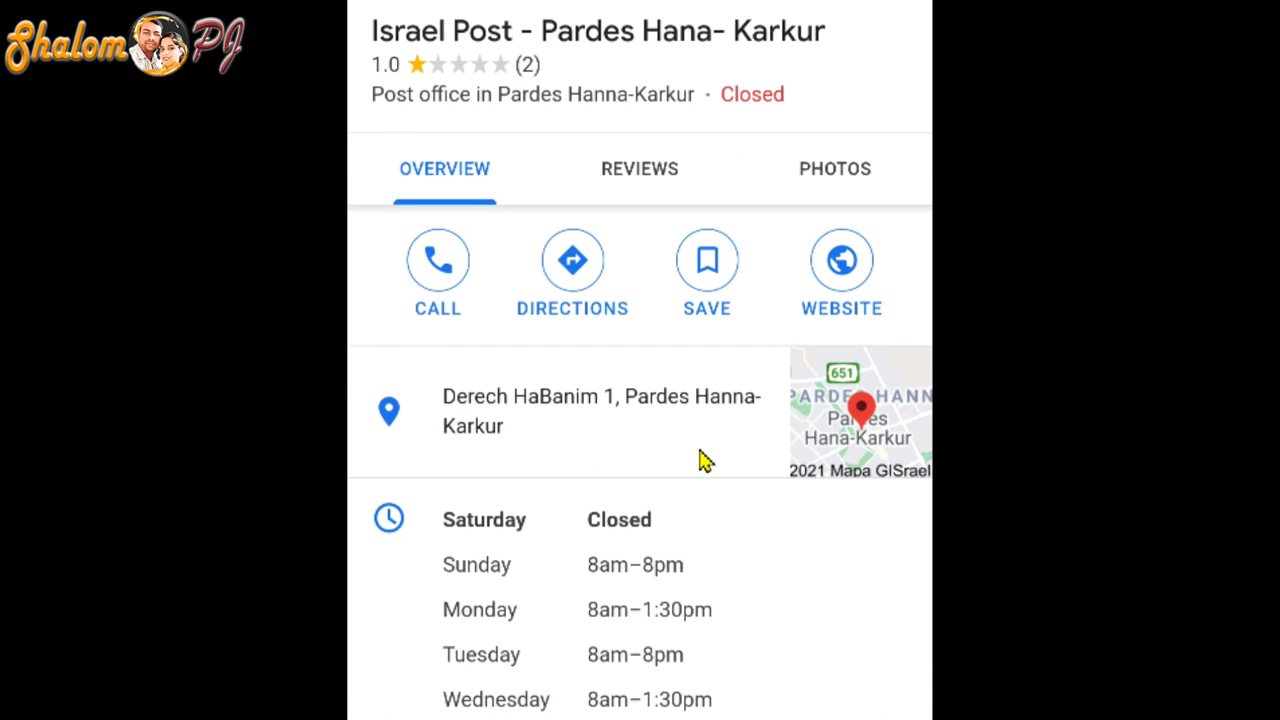 Shalom PJ
Israel Post - Pardes Hana- Karkur
1.0 (2)
Post office in Pardes Hanna-Karkur · Closed
OVERVIEW REVIEWS PHOTOS
CALL DIRECTIONS SAVE WEBSITE
Derech HaBanim 1, Pardes Hanna-
Karkur
651
PARDE HANN
Pardes
Hana-Karkur
2021 Mapa GISrael
Saturday Closed
Sunday 8am–8pm
Monday 8am–1:30pm
Tuesday 8am–8pm
Wednesday 8am–1:30pm